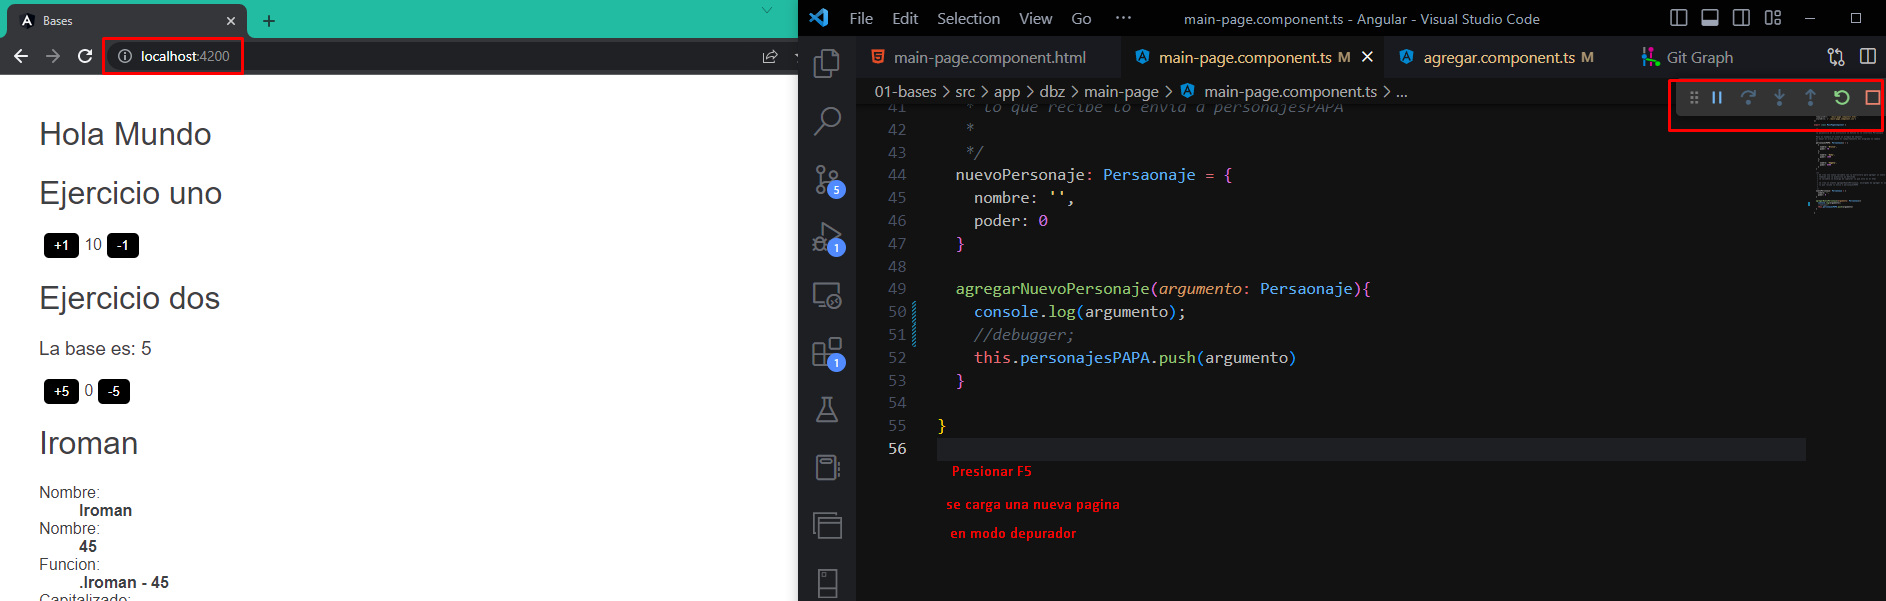 Bases
localhost:4200
Hola Mundo
Ejercicio uno
+1 10 -1
Ejercicio dos
La base es: 5
+5 0 -5
Iroman
Nombre:
Iroman
Nombre:
45
Funcion:
.Iroman - 45
Capitalizado:
File Edit Selection View Go ··· main-page.component.ts - Angular - Visual Studio Code
main-page.component.html main-page.component.ts M agregar.component.ts M Git Graph
01-bases > src > app > dbz > main-page > main-page.component.ts > ...
41 * lo que recibe lo envia a personajesPAPA
42 *
43 */
44 nuevoPersonaje: Persaonaje = {
45 nombre: '',
46 poder: 0
47 }
48
49 agregarNuevoPersonaje(argumento: Persaonaje){
50 console.log(argumento);
51 //debugger;
52 this.personajesPAPA.push(argumento)
53 }
54
55 }
56
5
1
1
Presionar F5
se carga una nueva pagina
en modo depurador